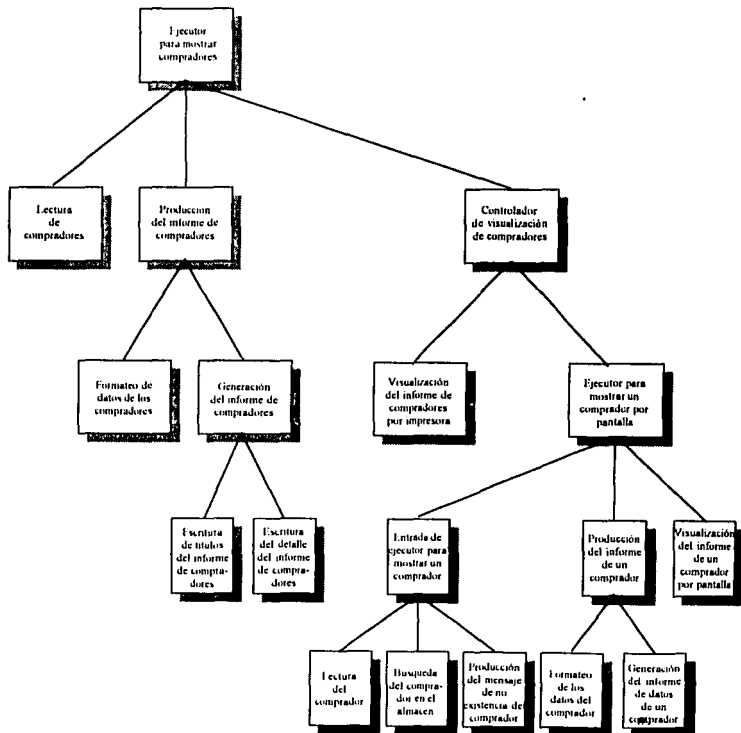 Ejecutor
para mostrar
compradores
Lectura
de
compradores
Produccion
del informe de
compradores
Controlador
de visualización
de compradores
Formateo de
datos de los
compradores
Generación
del informe de
compradores
Visualización
del informe de
compradores
por impresora
Ejecutor para
mostrar un
comprador por
pantalla
Escritura
de titulos
del informe
de compra-
dores
Escritura
del detalle
del informe
de compra-
dores
Entrada de
ejecutor para
mostrar un
comprador
Producción
del informe
de un
comprador
Visualización
del informe
de un
comprador
por pantalla
Lectura
del
comprador
Busqueda
del compra-
dor en el
almacen
Producción
del mensaje
de no
existencia del
comprador
Formateo
de los
datos del
comprador
Generación
del informe
de datos
de un
comprador